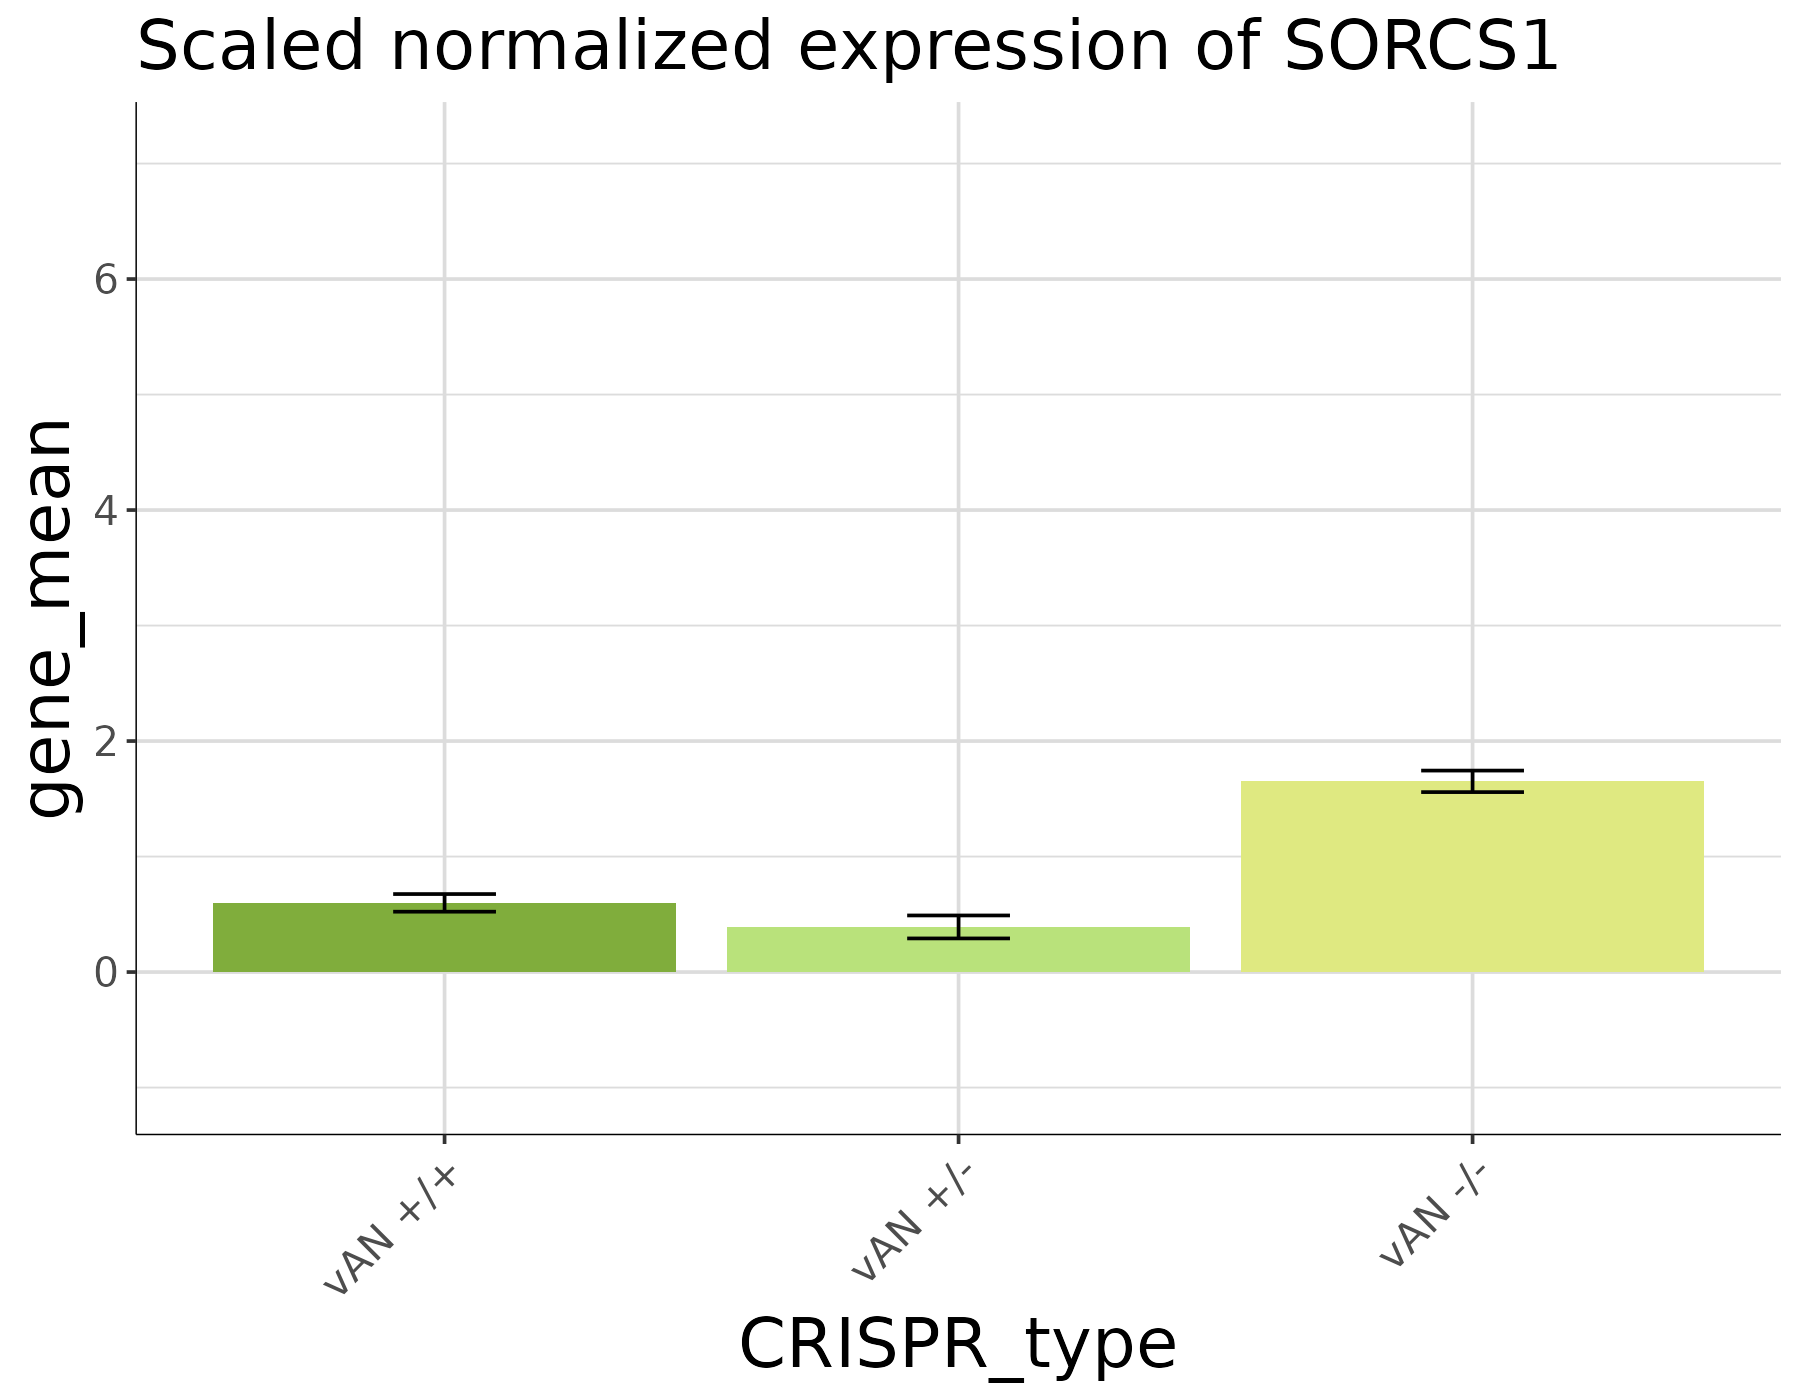 Scaled normalized expression of SORCS1
gene_mean
6
4
2
0
vAN +/+
vAN +/-
vAN -/-
CRISPR_type